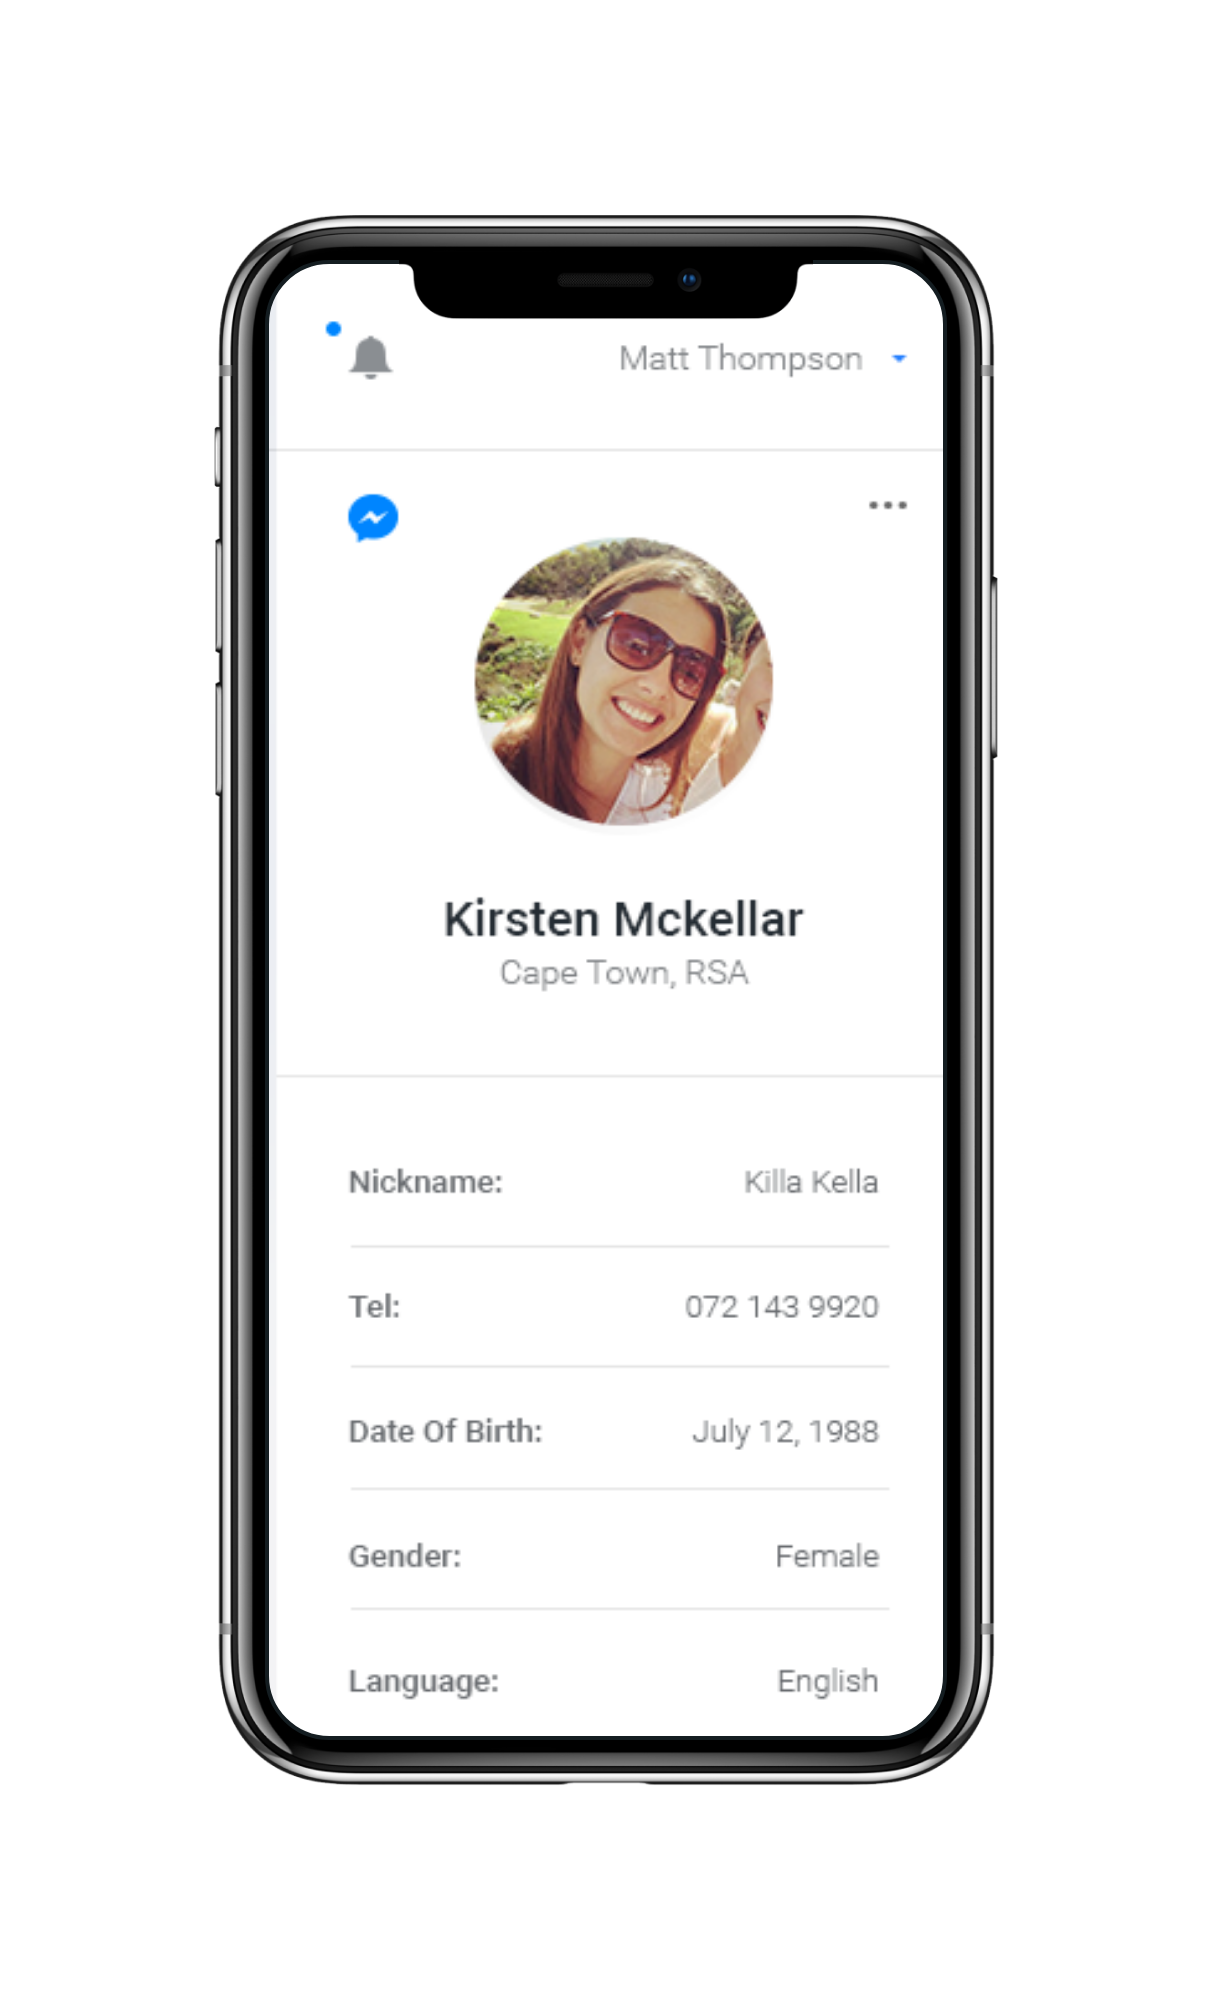 Matt Thompson
Kirsten Mckellar
Cape Town, RSA
Nickname: Killa Kella
Tel: 072 143 9920
Date Of Birth: July 12, 1988
Gender: Female
Language: English